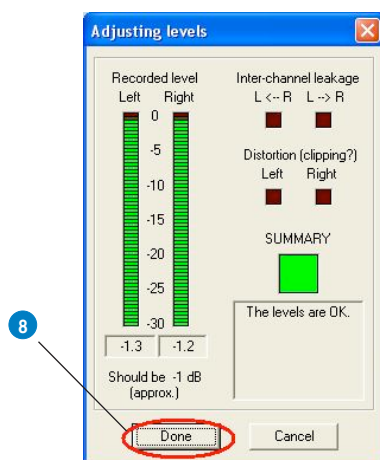 Adjusting levels
Recorded level
Left Right
0
-5
-10
-15
-20
-25
-30
-1.3 -1.2
Should be -1 dB
(approx.)
Inter-channel leakage
L <-- R L --> R
Distortion (clipping?)
Left Right
SUMMARY
The levels are OK.
8
Done Cancel